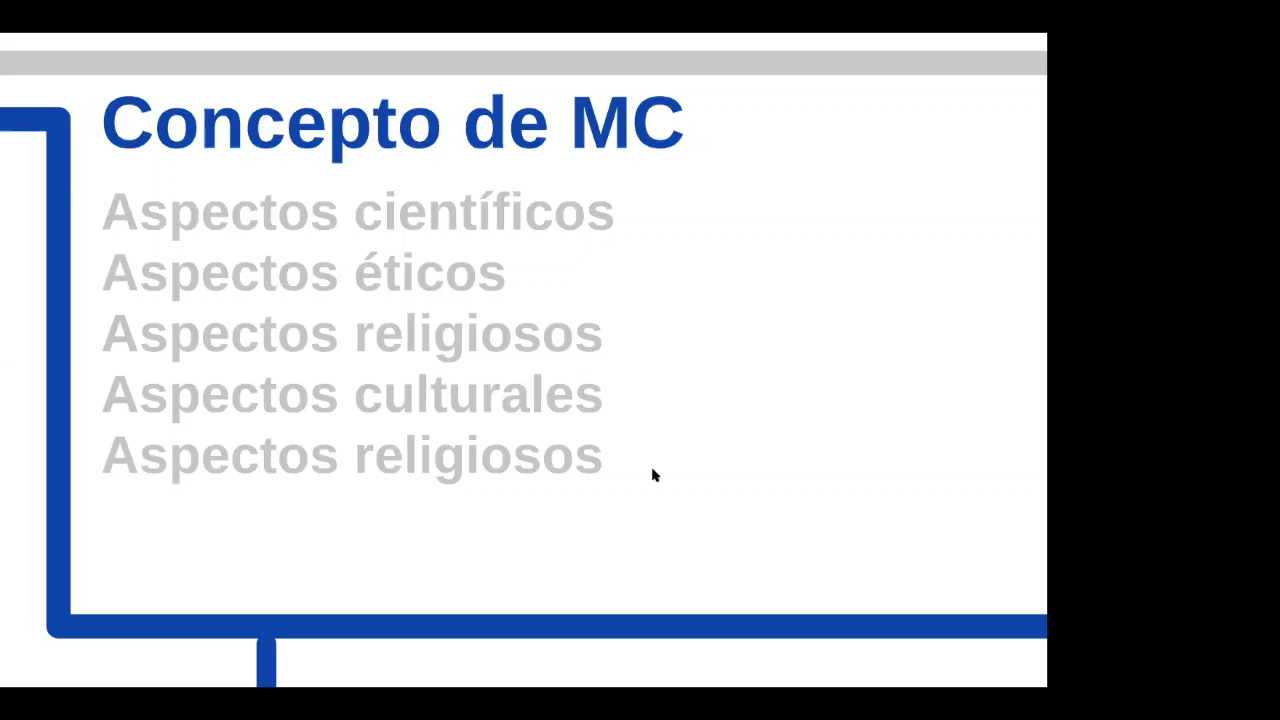 Concepto de MC
Aspectos científicos
Aspectos éticos
Aspectos religiosos
Aspectos culturales
Aspectos religiosos